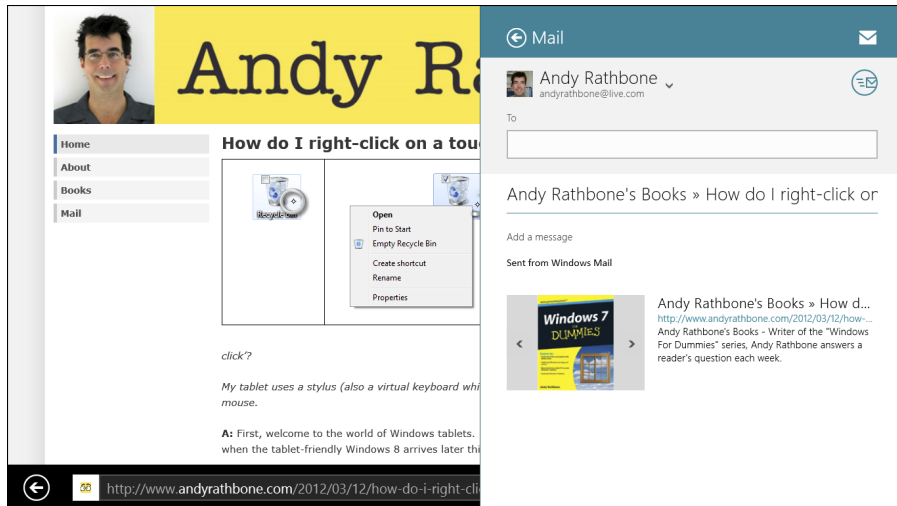 Andy Ra
Home
About
Books
Mail
How do I right-click on a tou
Recycle Bin
Open
Pin to Start
Empty Recycle Bin
Create shortcut
Rename
Properties
click'?
My tablet uses a stylus (also a virtual keyboard whi
mouse.
A: First, welcome to the world of Windows tablets.
when the tablet-friendly Windows 8 arrives later thi
http://www.andyrathbone.com/2012/03/12/how-do-i-right-cli
Mail
Andy Rathbone
andyrathbone@live.com
To
Andy Rathbone's Books » How do I right-click or
Add a message
Sent from Windows Mail
Windows 7
DUMMIES
Andy Rathbone's Books » How d...
http://www.andyrathbone.com/2012/03/12/how-...
Andy Rathbone's Books - Writer of the "Windows
For Dummies" series, Andy Rathbone answers a
reader's question each week.